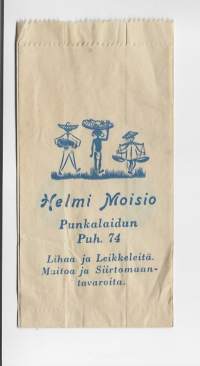 Helmi Moisio
Punkalaidun
Puh. 74
Lihaa ja Leikkeleitä.
Maitoa ja Siirtomaan-
tavaroita.